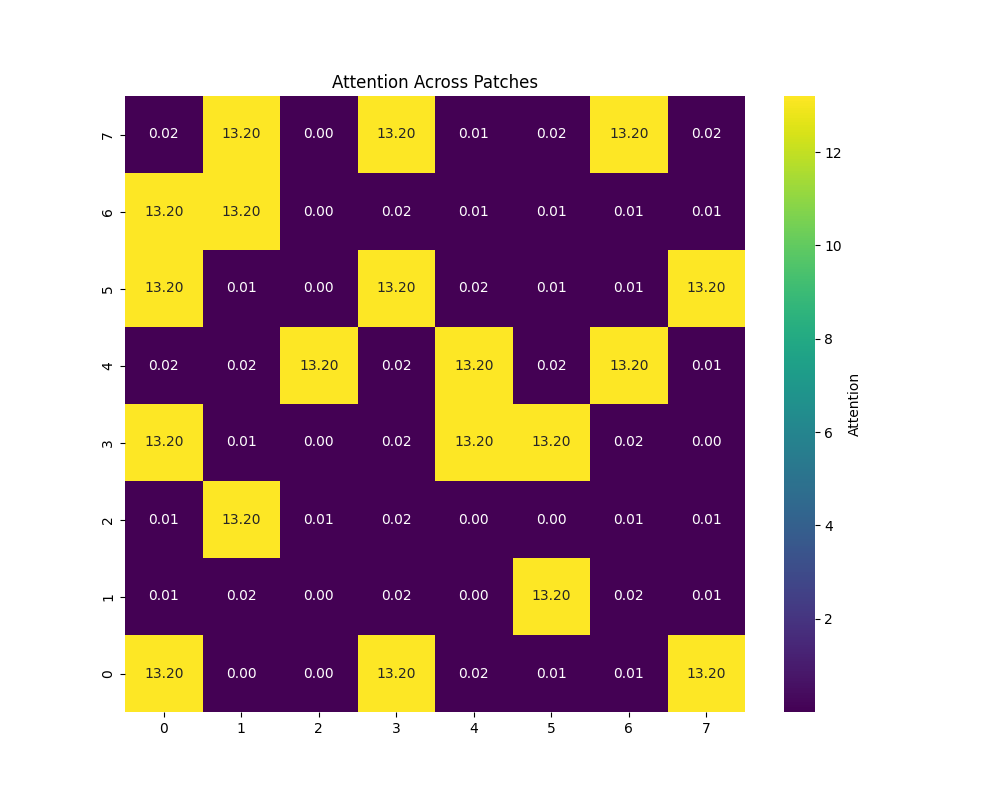 Attention Across Patches
7 0.02 13.20 0.00 13.20 0.01 0.02 13.20 0.02
6 13.20 13.20 0.00 0.02 0.01 0.01 0.01 0.01
5 13.20 0.01 0.00 13.20 0.02 0.01 0.01 13.20
4 0.02 0.02 13.20 0.02 13.20 0.02 13.20 0.01
3 13.20 0.01 0.00 0.02 13.20 13.20 0.02 0.00
2 0.01 13.20 0.01 0.02 0.00 0.00 0.01 0.01
1 0.01 0.02 0.00 0.02 0.00 13.20 0.02 0.01
0 13.20 0.00 0.00 13.20 0.02 0.01 0.01 13.20
0 1 2 3 4 5 6 7
12
10
8
6
4
2
Attention